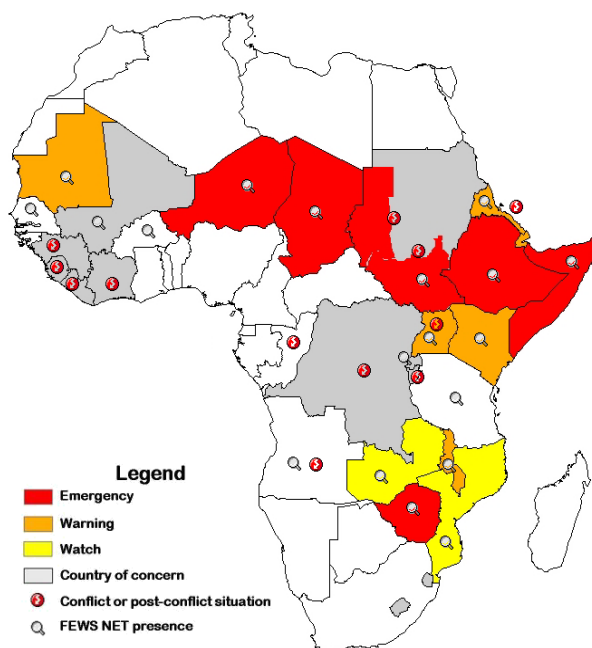 Legend
Emergency
Warning
Watch
Country of concern
Conflict or post-conflict situation
FEWS NET presence